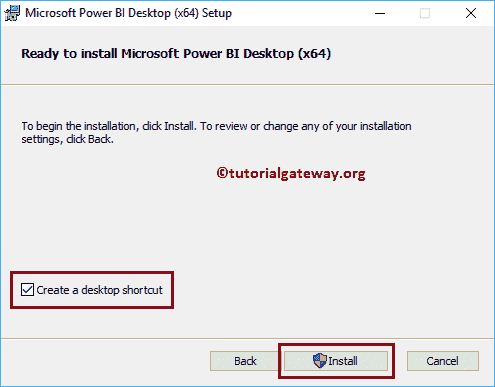 Microsoft Power BI Desktop (x64) Setup
Ready to install Microsoft Power BI Desktop (x64)
To begin the installation, click Install. To review or change any of your installation
settings, click Back.
©tutorialgateway.org
Create a desktop shortcut
Back Install Cancel